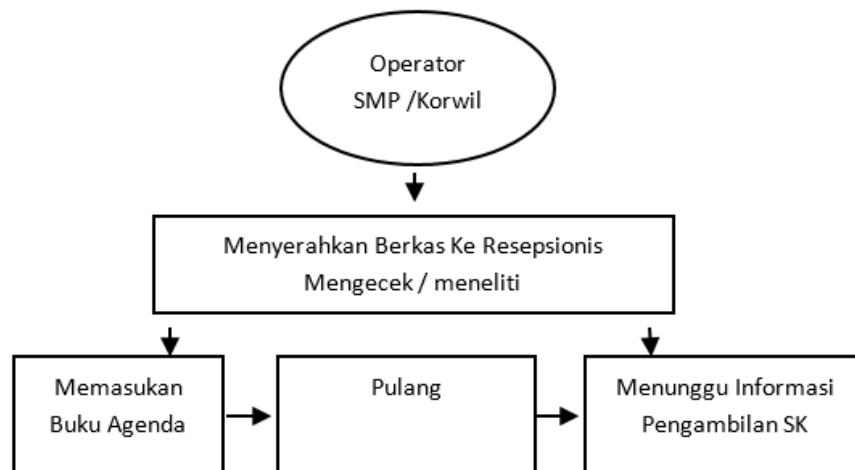 Operator
SMP /Korwil
Menyerahkan Berkas Ke Resepsionis
Mengecek / meneliti
Memasukan
Buku Agenda
Pulang
Menunggu Informasi
Pengambilan SK